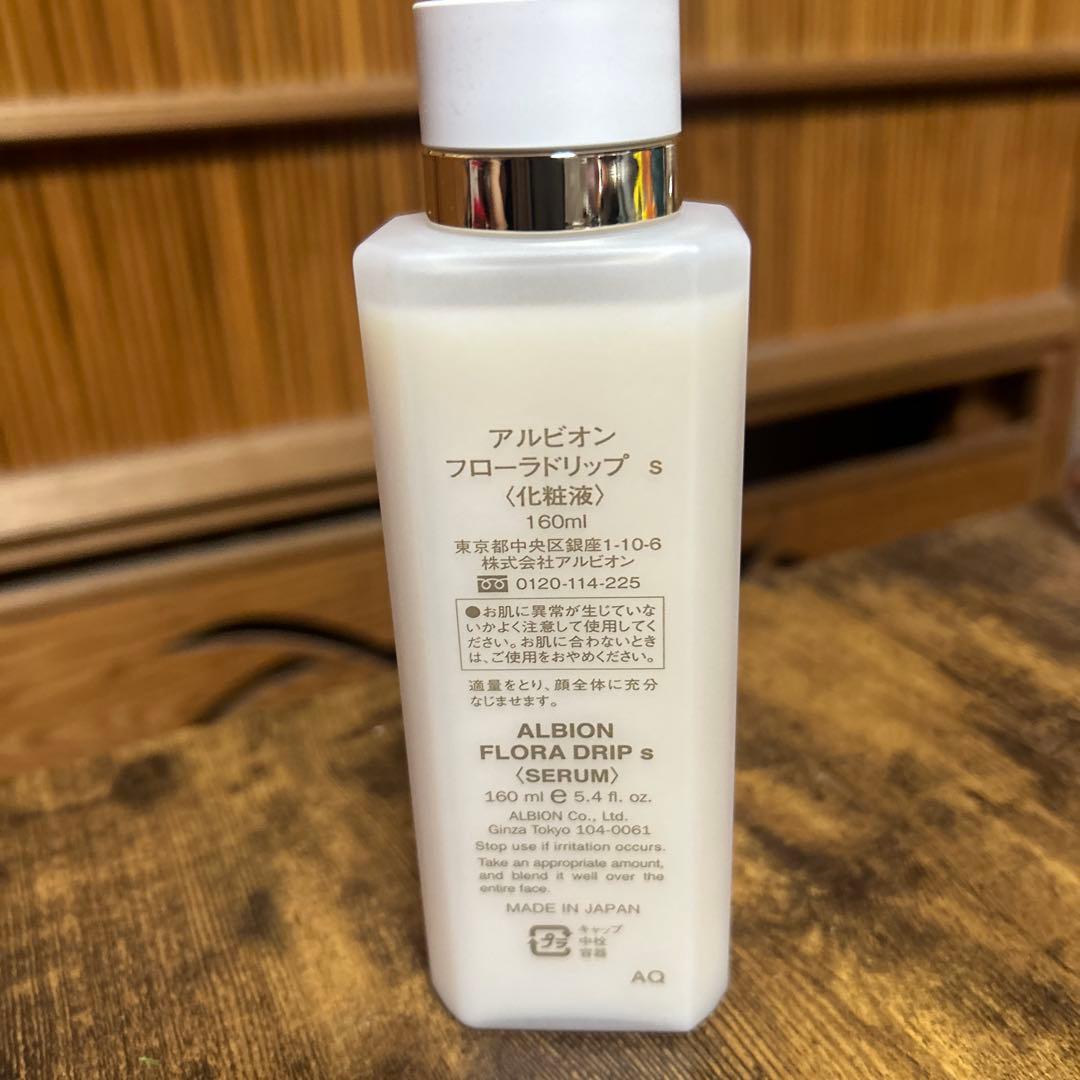 アルビオン
フローラドリップ s
〈化粧液〉
160ml
東京都中央区銀座1-10-6
株式会社アルビオン
0120-114-225
●お肌に異常が生じていな
いかよく注意して使用してく
ださい。お肌に合わないとき
は、ご使用をおやめください。
適量をとり、顔全体に充分
なじませます。
ALBION
FLORA DRIP s
〈SERUM〉
160 ml e 5.4 fl. oz.
ALBION Co., Ltd.
Ginza Tokyo 104-0061
Stop use if irritation occurs.
Take an appropriate amount,
and blend it well over the
entire face.
MADE IN JAPAN
プラ
キャップ
中栓
容器
AQ